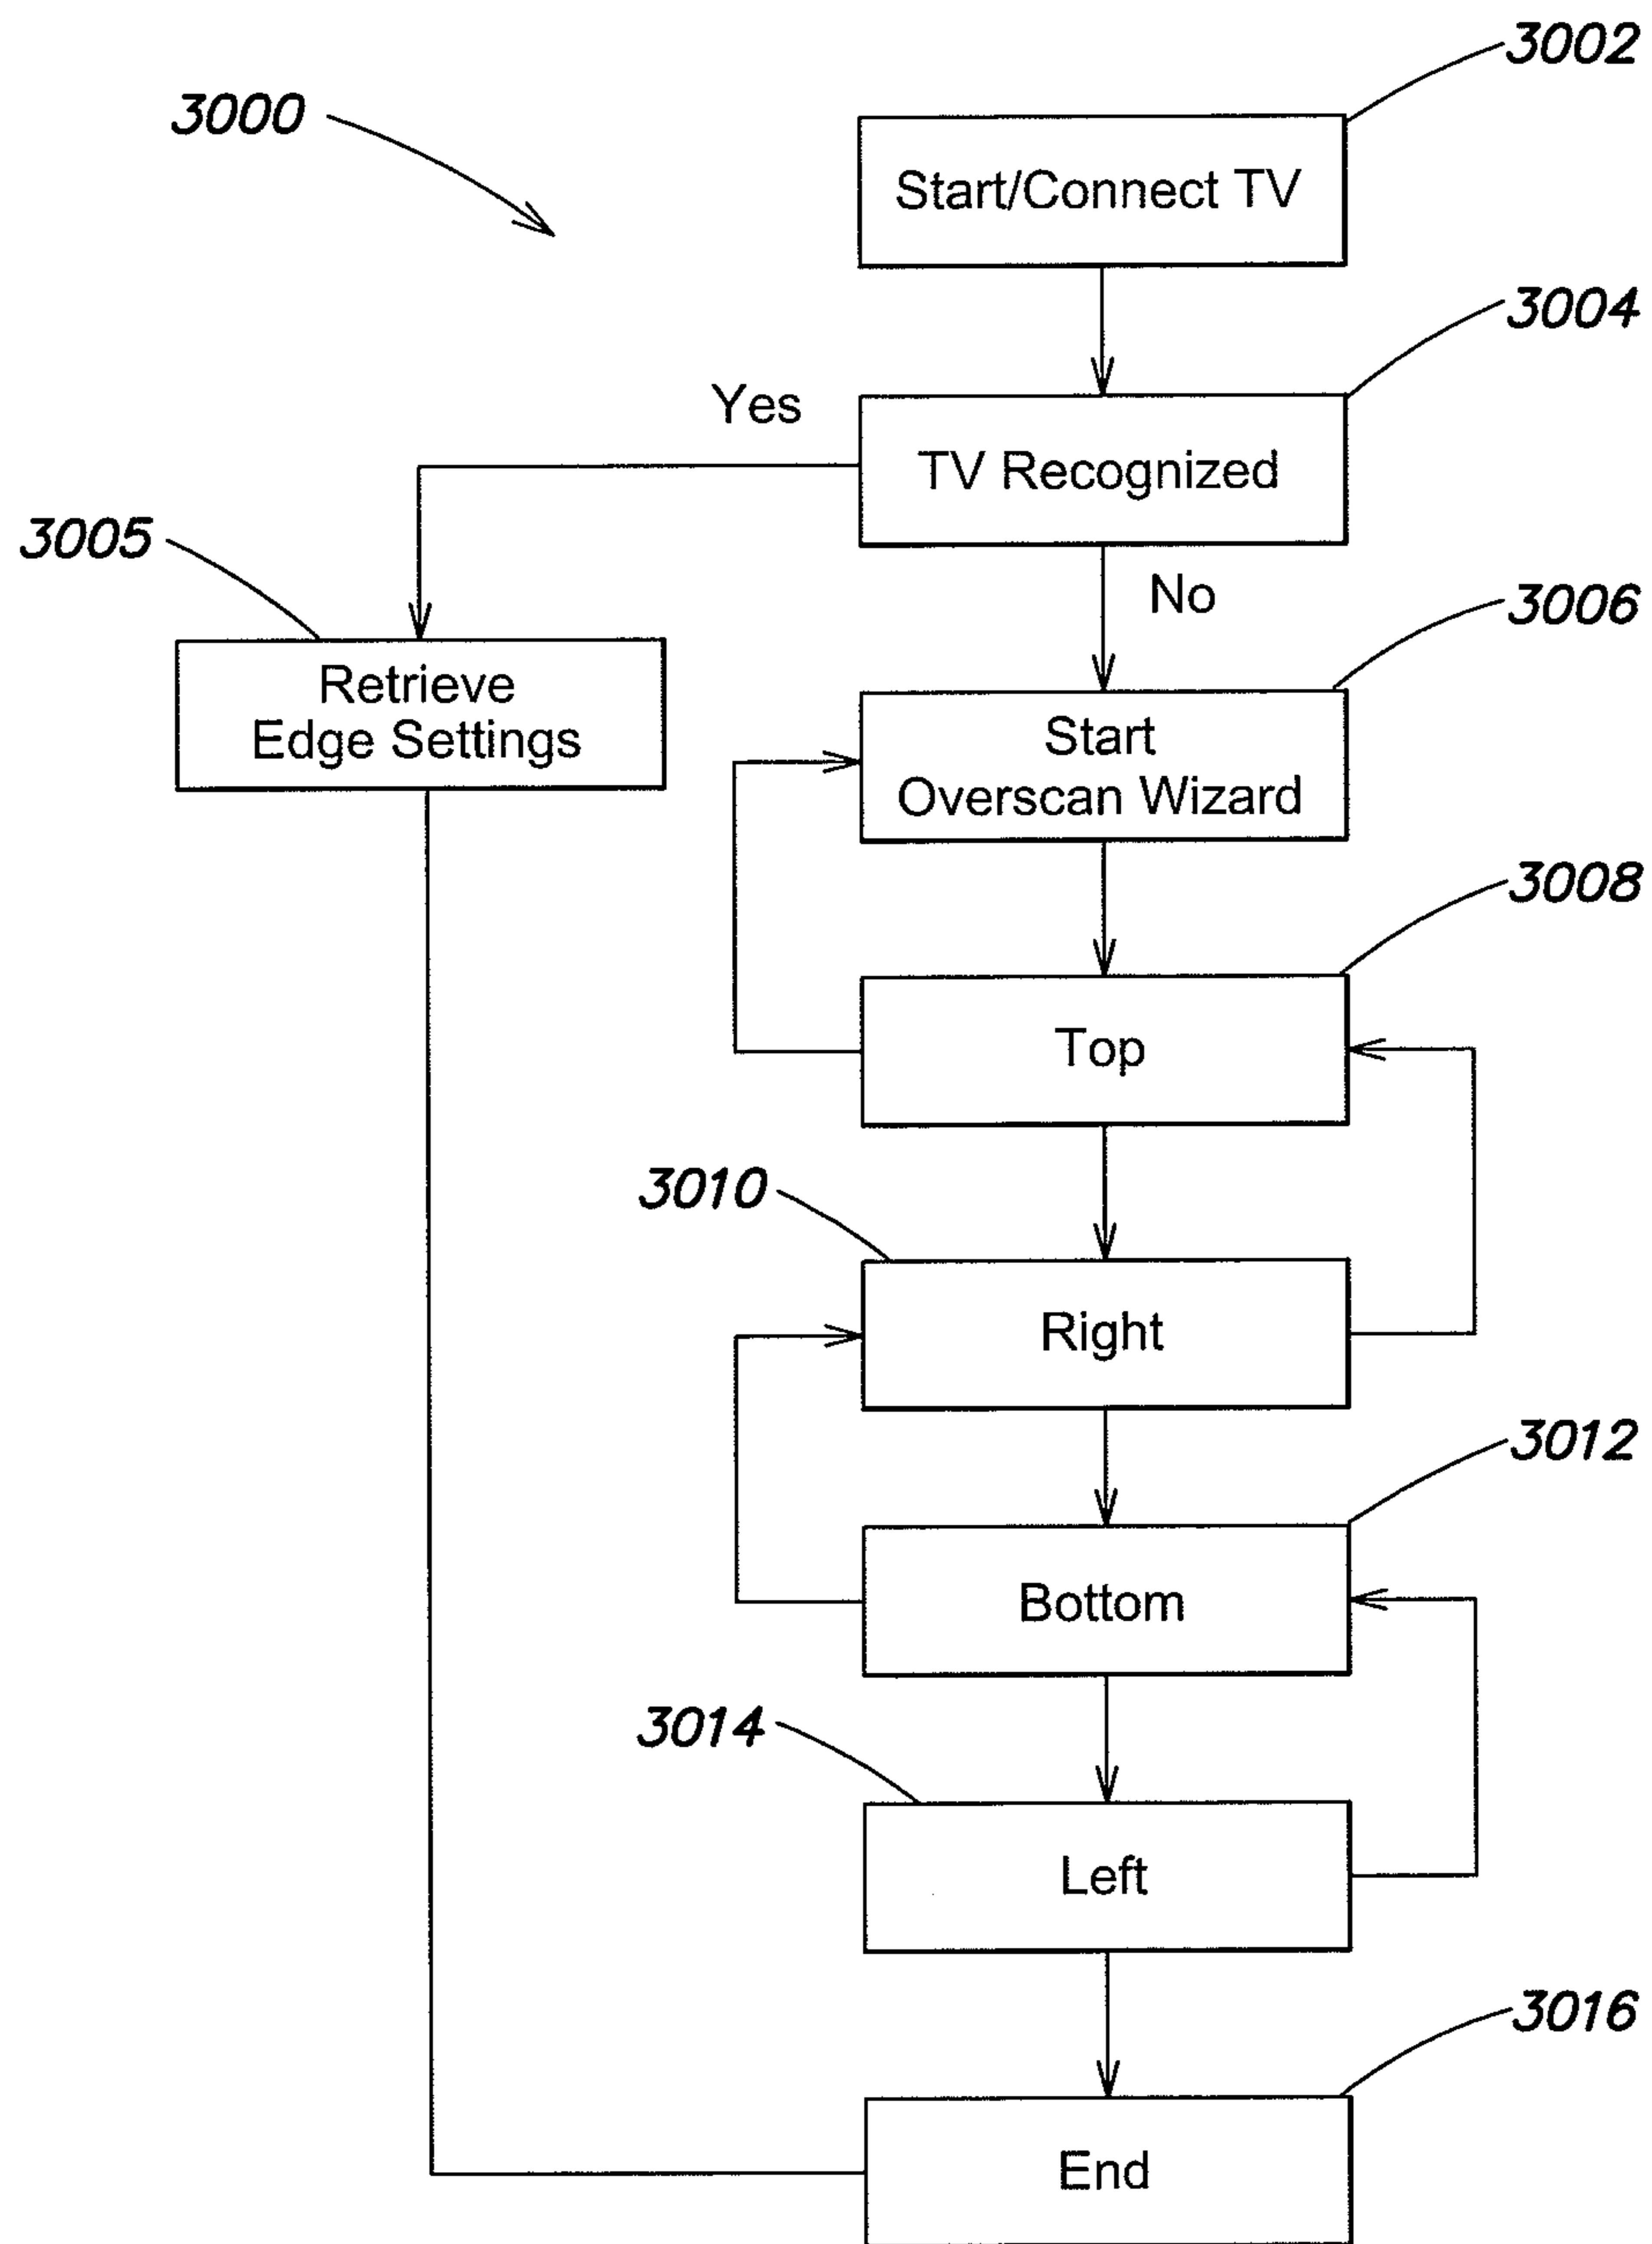 3002
3000
Start/Connect TV
3004
Yes
TV Recognized
3005
No
3006
Retrieve
Edge Settings
Start
Overscan Wizard
3008
Top
3010
Right
3012
Bottom
3014
Left
3016
End